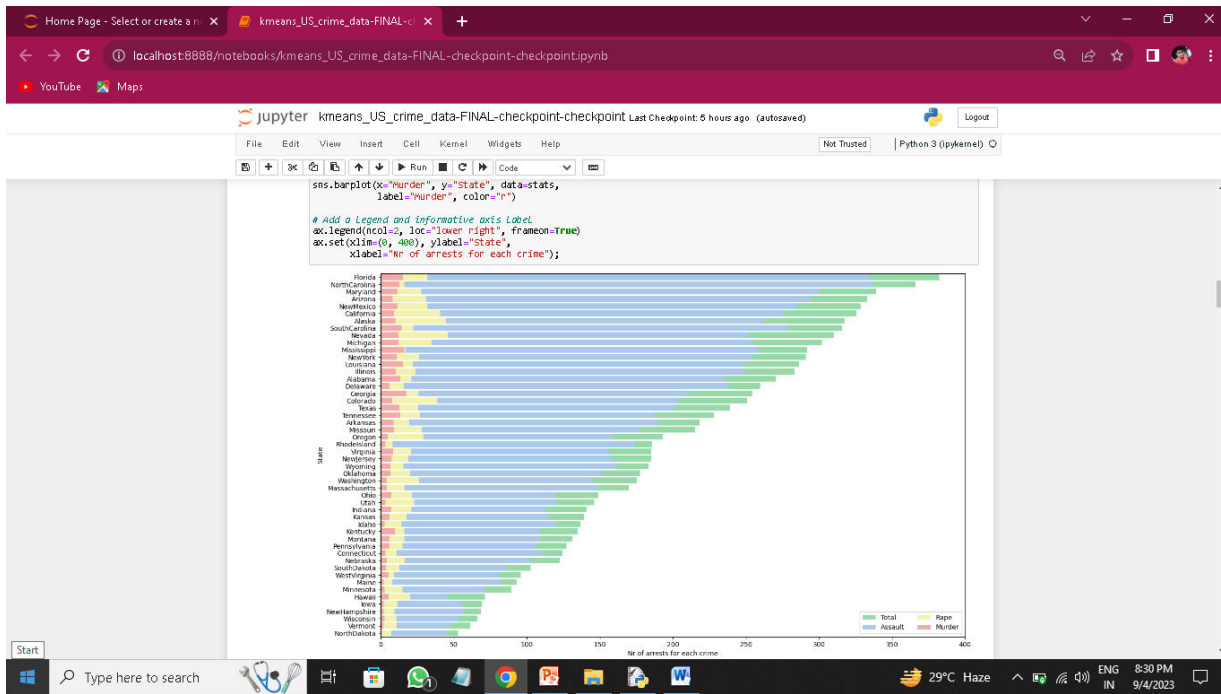 Home Page - Select or create a n
kmeans_US_crime_data-FINAL-ch
localhost:8888/notebooks/kmeans_US_crime_data-FINAL-checkpoint-checkpoint.ipynb
YouTube Maps
jupyter kmeans_US_crime_data-FINAL-checkpoint-checkpoint Last Checkpoint: 5 hours ago (autosaved)
Logout
File Edit View Insert Cell Kernel Widgets Help
Not Trusted Python 3 (ipykernel)
Run Code
sns.barplot(x="Murder", y="State", data=stats,
label="Murder", color="r")
# Add a Legend and informative axis Label
ax.legend(ncol=2, loc="lower right", frameon=True)
ax.set(xlim=(0, 400), ylabel="State",
xlabel="Nr of arrests for each crime");
Florida
NorthCarolina
Maryland
Arizona
NewMexico
California
Alaska
SouthCarolina
Nevada
Michigan
Mississippi
NewYork
Louisiana
Illinois
Alabama
Delaware
Georgia
Colorado
Texas
Tennessee
Arkansas
Missouri
Oregon
RhodeIsland
Virginia
NewJersey
Wyoming
Oklahoma
Washington
Massachusetts
Ohio
Utah
Indiana
Kansas
Idaho
Kentucky
Montana
Pennsylvania
Connecticut
Nebraska
SouthDakota
WestVirginia
Maine
Minnesota
Hawaii
Iowa
NewHampshire
Wisconsin
Vermont
NorthDakota
State
Total Rape
Assault Murder
0 50 100 150 200 250 300 350 400
Nr of arrests for each crime
Start
Type here to search
29°C Haze
ENG
IN
8:30 PM
9/4/2023